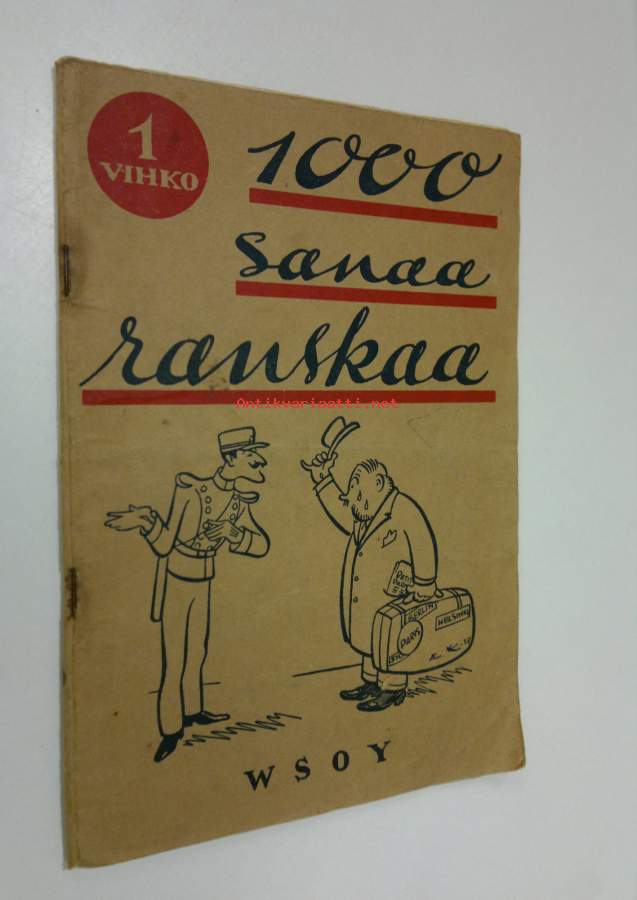 1
VIHKO
1000
sanaa
ranskaa
Antikvariaatti.net
BERLIN
HELSINKI
PARIS
WSOY